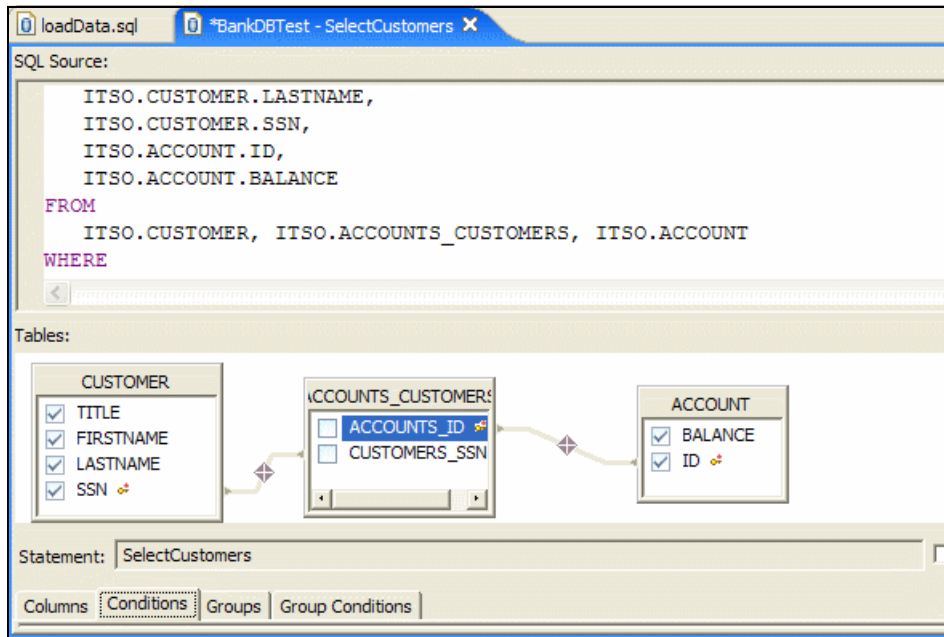 loadData.sql
*BankDBTest - SelectCustomers
SQL Source:
ITSO.CUSTOMER.LASTNAME,
ITSO.CUSTOMER.SSN,
ITSO.ACCOUNT.ID,
ITSO.ACCOUNT.BALANCE
FROM
ITSO.CUSTOMER, ITSO.ACCOUNTS_CUSTOMERS, ITSO.ACCOUNT
WHERE
Tables:
CUSTOMER
TITLE
FIRSTNAME
LASTNAME
SSN
ACCOUNTS_CUSTOMERS
ACCOUNTS_ID
CUSTOMERS_SSN
ACCOUNT
BALANCE
ID
Statement: SelectCustomers
Columns Conditions Groups Group Conditions